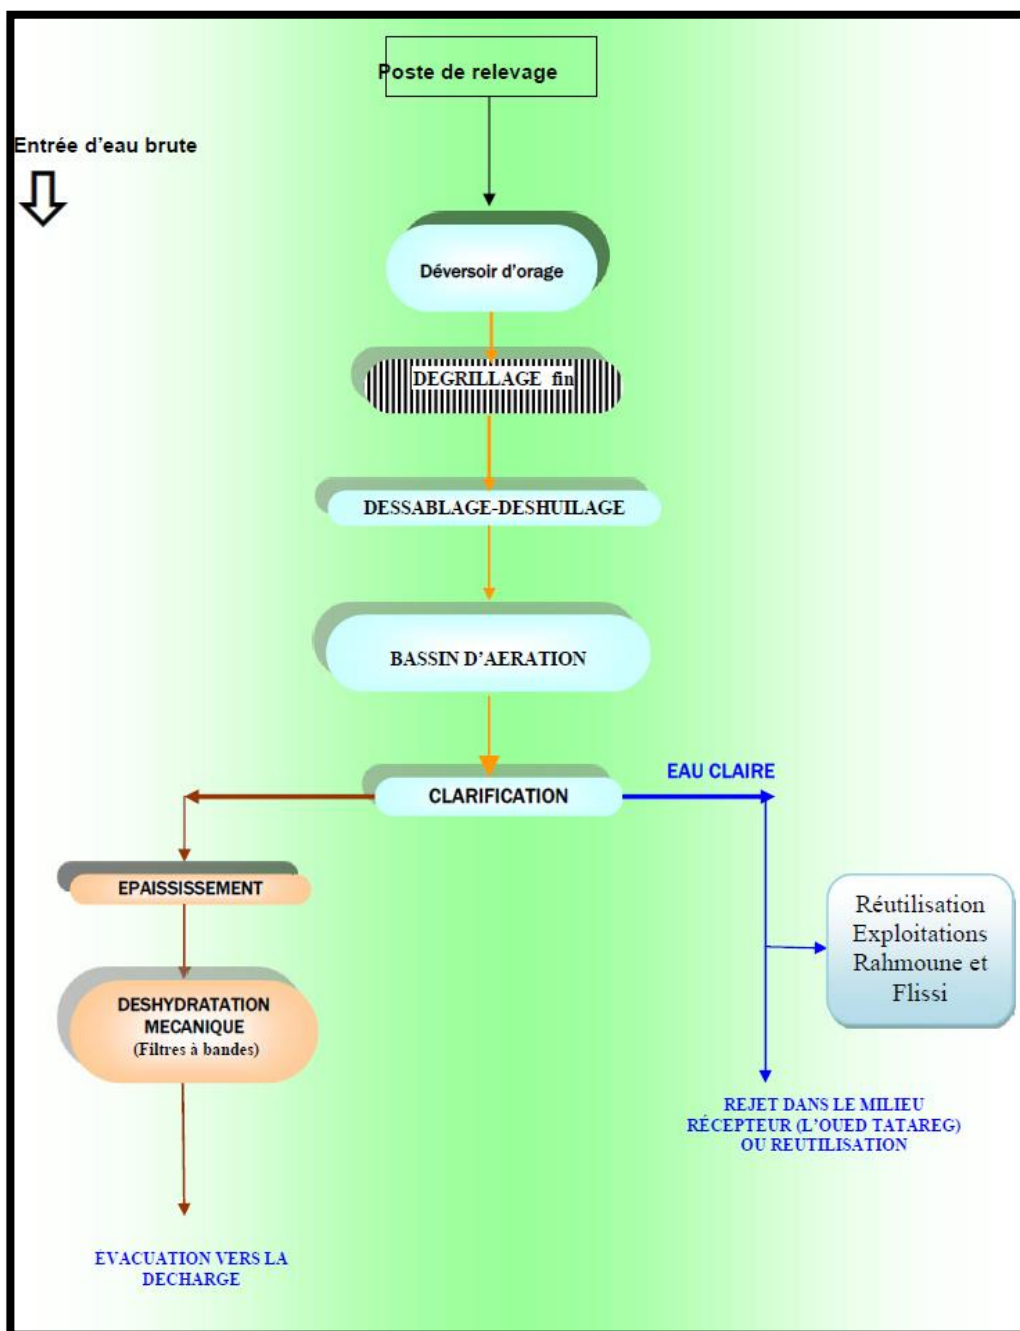 Poste de relevage
Entrée d'eau brute
Déversoir d'orage
DEGRILLAGE fin
DESSABLAGE-DESHUILAGE
BASSIN D'AERATION
EAU CLAIRE
CLARIFICATION
EPAISSISSEMENT
Réutilisation
Exploitations
Rahmoune et
Flissi
DESHYDRATATION
MECANIQUE
(Filtres à bandes)
REJET DANS LE MILIEU
RÉCEPTEUR (L'OUED TATAREG)
OU REUTILISATION
ÉVACUATION VERS LA
DECHARGE